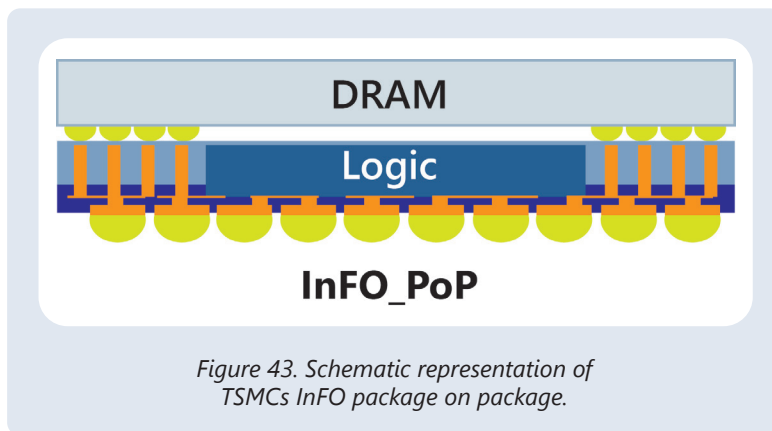 DRAM
Logic
InFO_PoP
Figure 43. Schematic representation of
TSMCs InFO package on package.